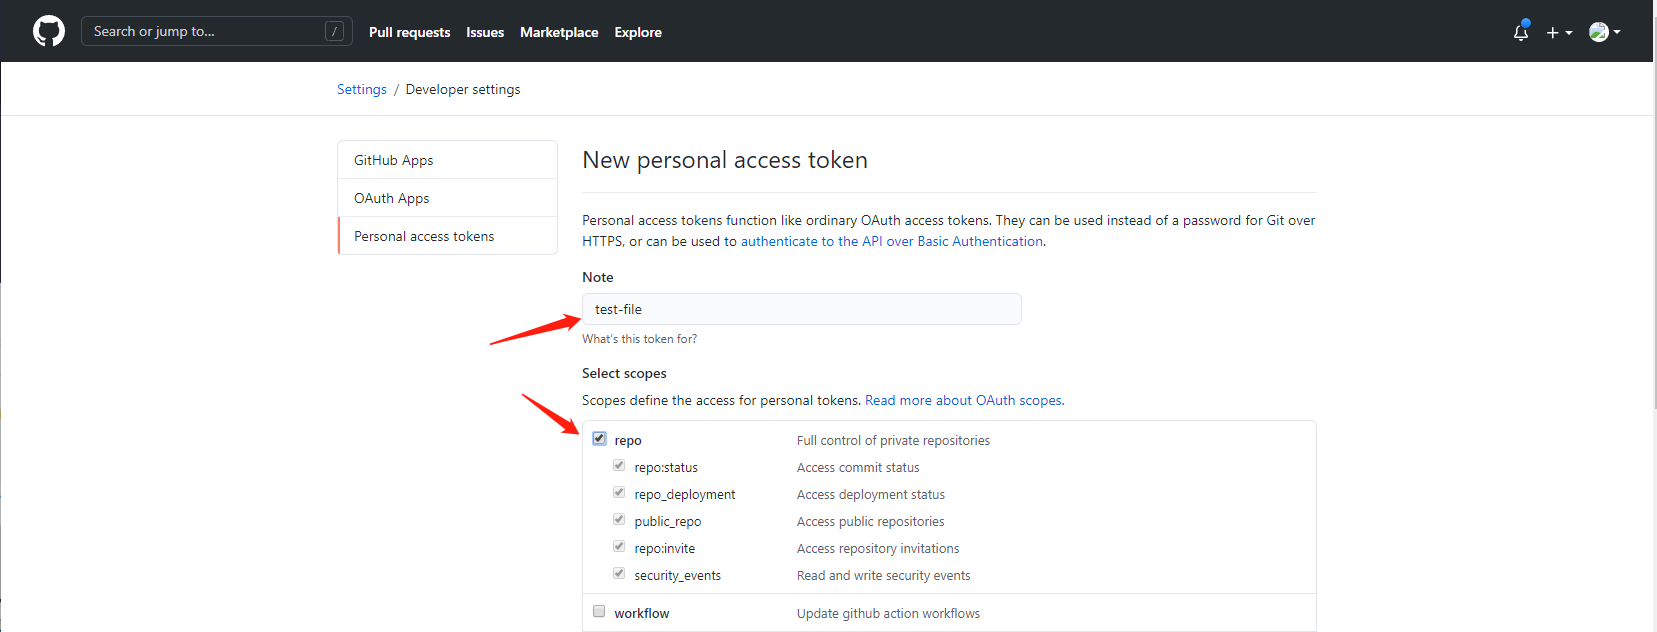 Search or jump to... /
Pull requests Issues Marketplace Explore
Settings / Developer settings
GitHub Apps
OAuth Apps
Personal access tokens
New personal access token
Personal access tokens function like ordinary OAuth access tokens. They can be used instead of a password for Git over
HTTPS, or can be used to authenticate to the API over Basic Authentication.
Note
test-file
What's this token for?
Select scopes
Scopes define the access for personal tokens. Read more about OAuth scopes.
repo Full control of private repositories
repo:status Access commit status
repo_deployment Access deployment status
public_repo Access public repositories
repo:invite Access repository invitations
security_events Read and write security events
workflow Update github action workflows